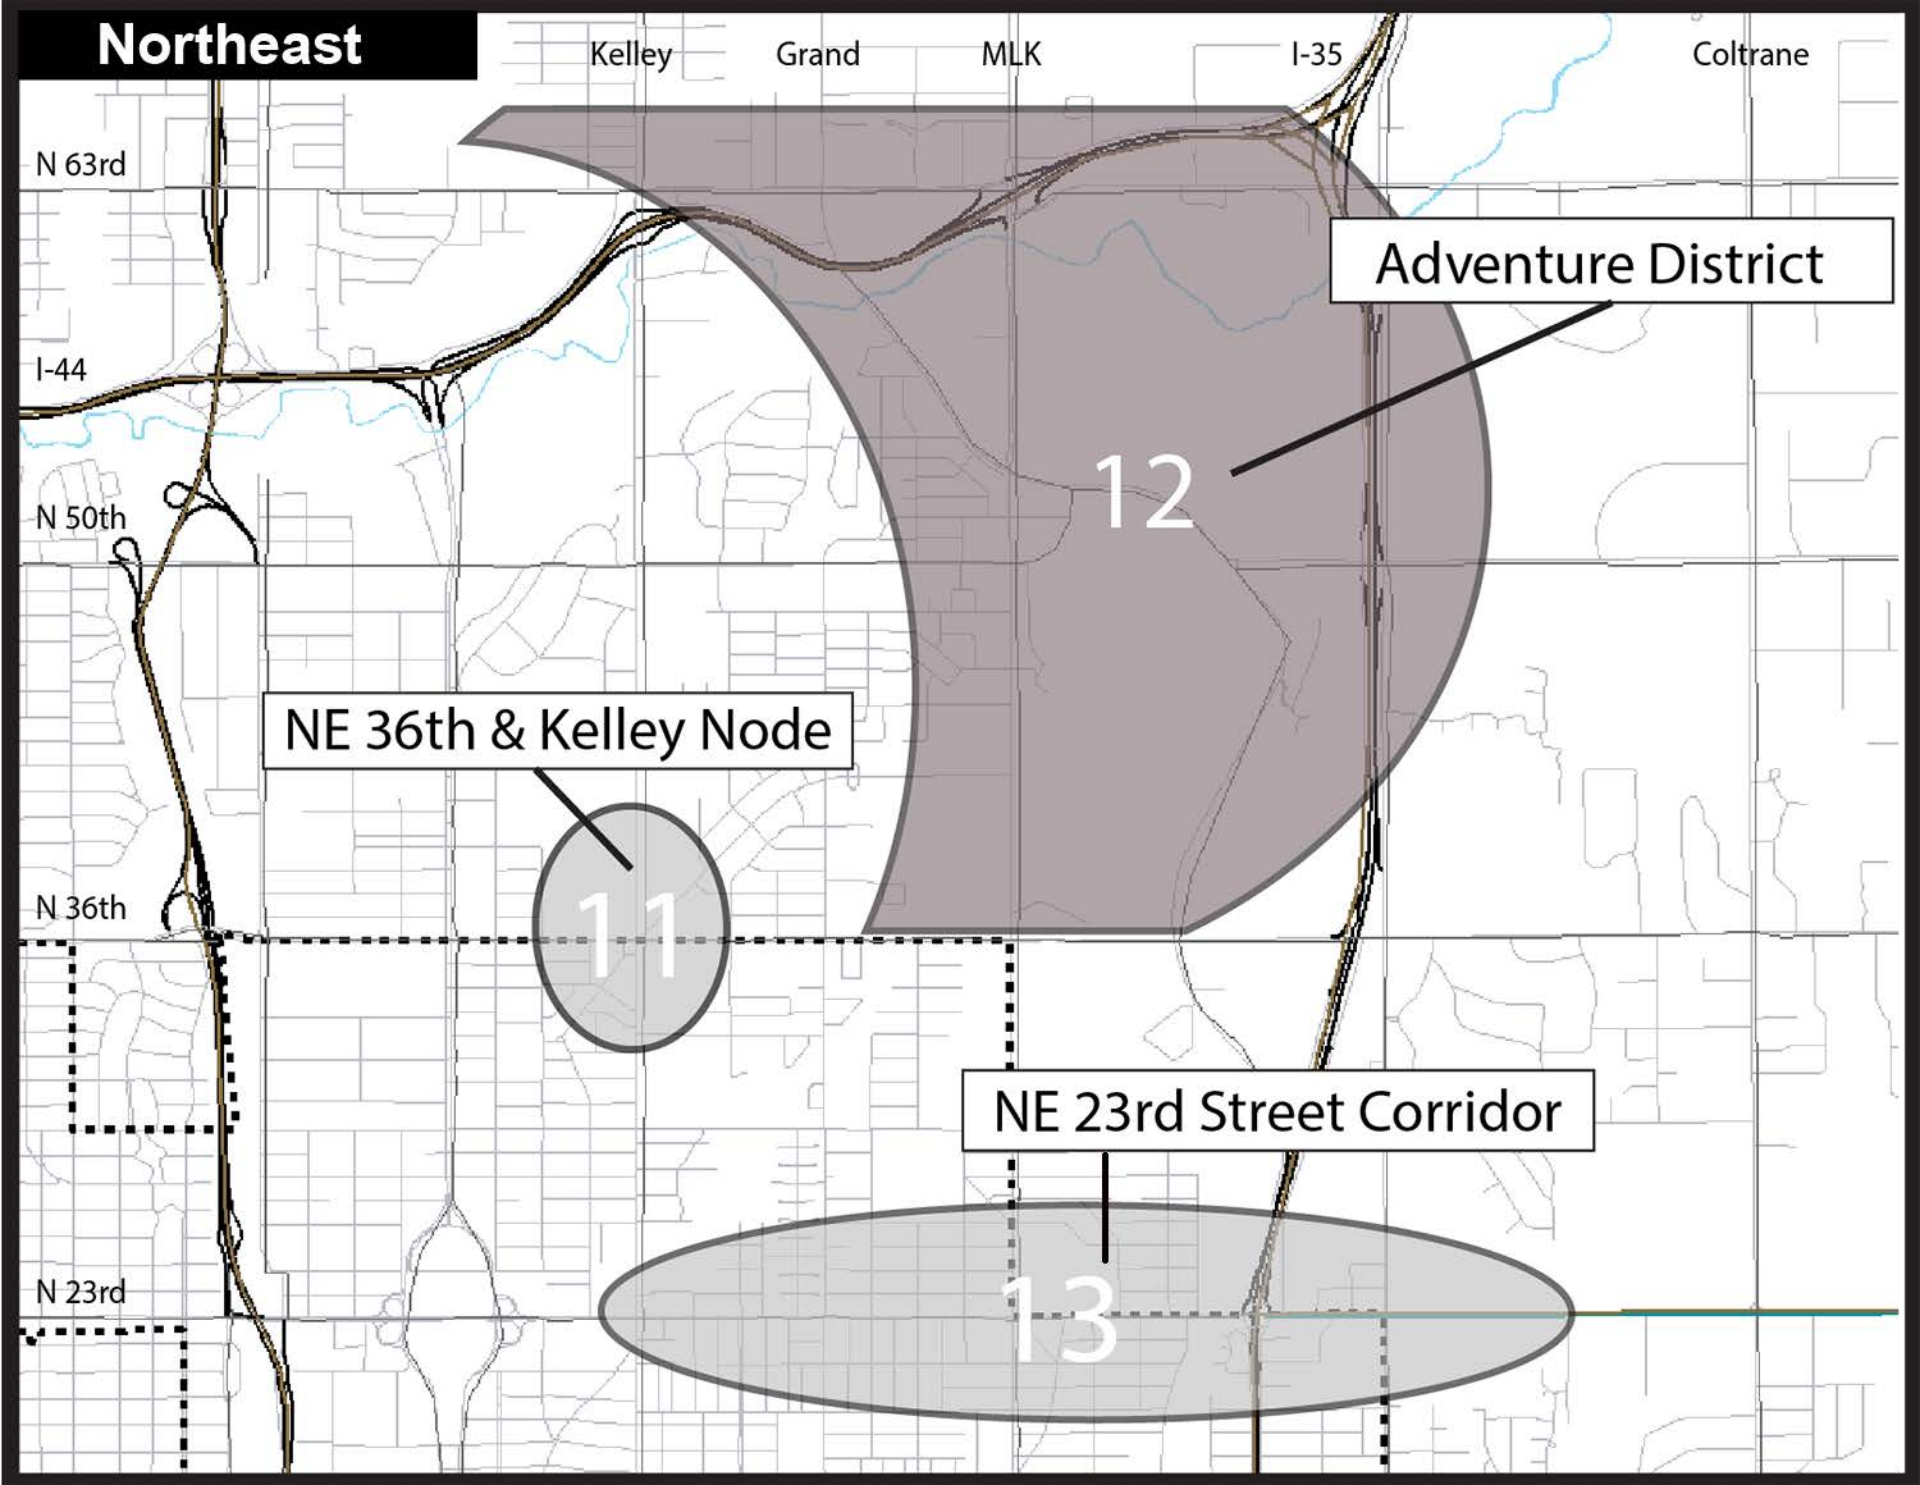 Northeast
Kelley
Grand
MLK
I-35
Coltrane
N 63rd
Adventure District
I-44
12
N 50th
NE 36th & Kelley Node
N 36th
11
NE 23rd Street Corridor
N 23rd
13